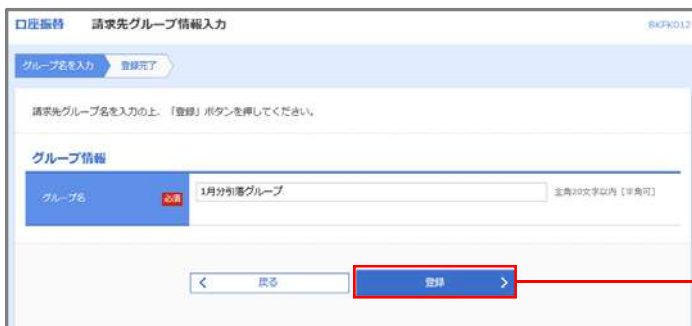 口座振替 請求先グループ情報入力 BKFK012
グループ名を入力 登録完了
請求先グループ名を入力の上、「登録」ボタンを押してください。
グループ情報
グループ名 必須 1月分引落グループ 全角20文字以内 [半角可]
戻る 登録